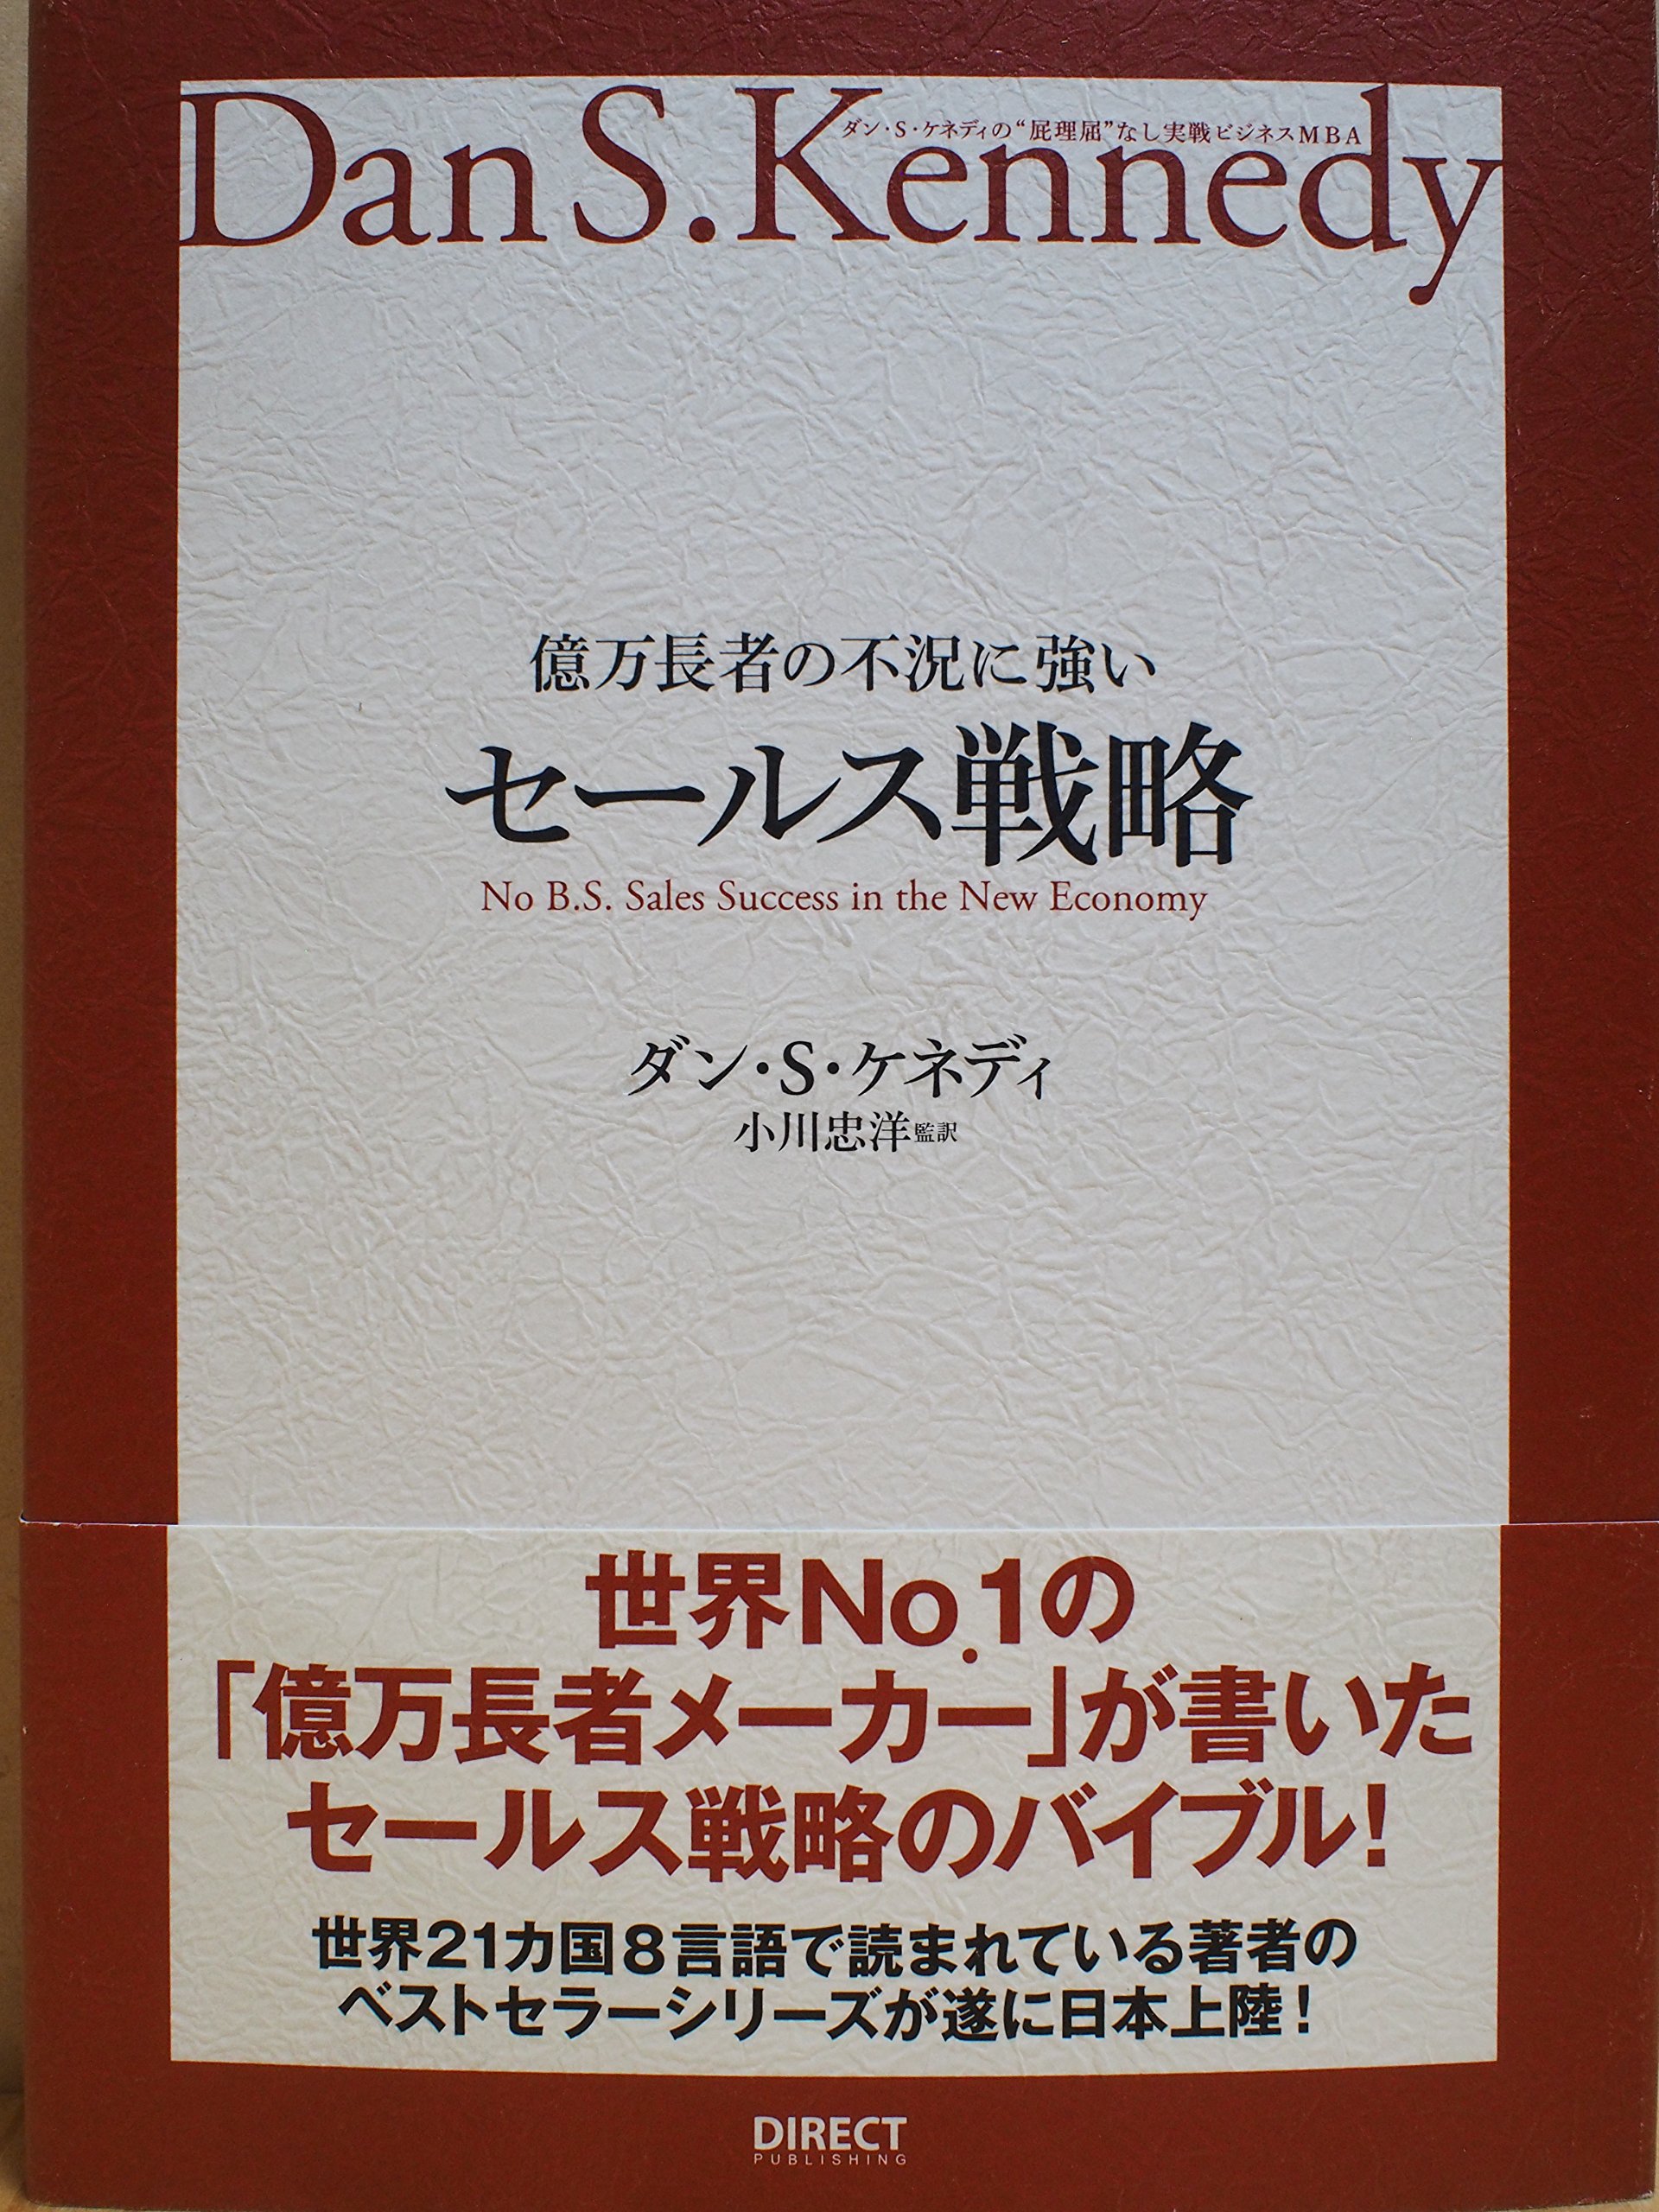 Dan S. Kennedy
ダン・S・ケネディの“屁理屈”なし実戦ビジネスMBA
億万長者の不況に強い
セールス戦略
No B.S. Sales Success in the New Economy
ダン・S・ケネディ
小川忠洋監訳
世界No.1の
「億万長者メーカー」が書いた
セールス戦略のバイブル!
世界21カ国8言語で読まれている著者の
ベストセラーシリーズが遂に日本上陸!
DIRECT
PUBLISHING